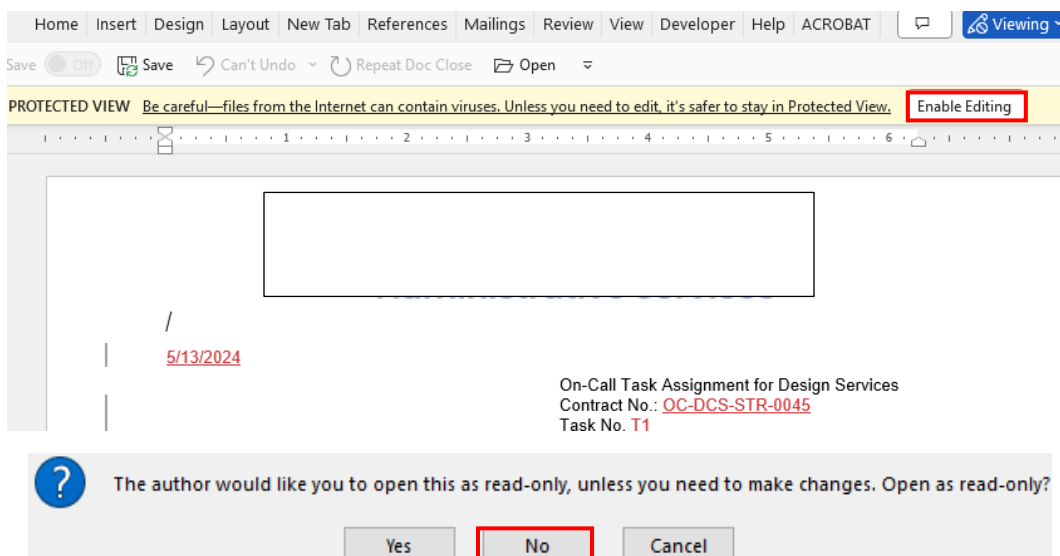 Home Insert Design Layout New Tab References Mailings Review View Developer Help ACROBAT Viewing
Save Off Save Can't Undo Repeat Doc Close Open
PROTECTED VIEW Be careful—files from the Internet can contain viruses. Unless you need to edit, it's safer to stay in Protected View. Enable Editing
1 2 3 4 5 6
/
5/13/2024
On-Call Task Assignment for Design Services
Contract No.: OC-DCS-STR-0045
Task No. T1
The author would like you to open this as read-only, unless you need to make changes. Open as read-only?
Yes No Cancel